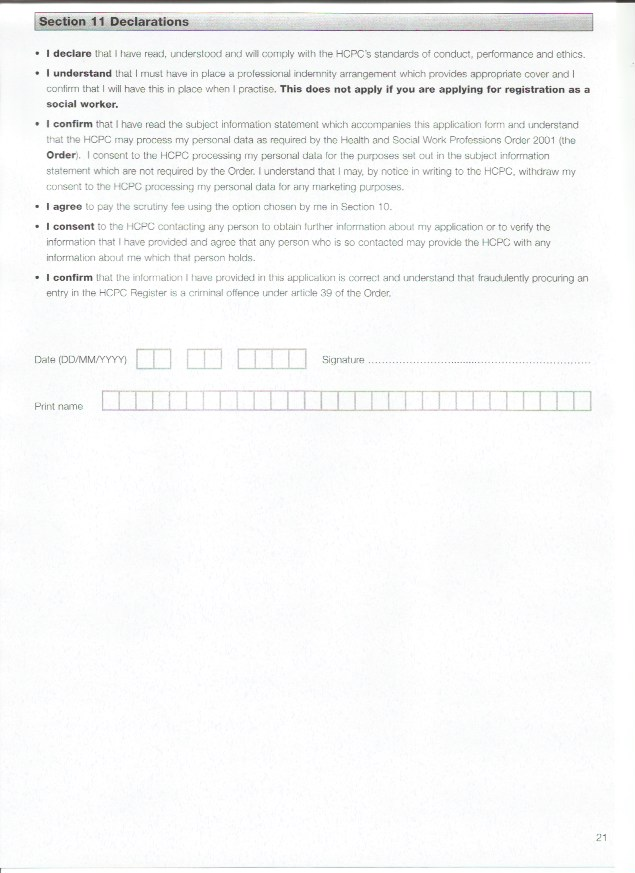 Section 11 Declarations
• I declare that I have read, understood and will comply with the HCPC's standards of conduct, performance and ethics.
• I understand that I must have in place a professional indemnity arrangement which provides appropriate cover and I
confirm that I will have this in place when I practise. This does not apply if you are applying for registration as a
social worker.
• I confirm that I have read the subject information statement which accompanies this application form and understand
that the HCPC may process my personal data as required by the Health and Social Work Professions Order 2001 (the
Order). I consent to the HCPC processing my personal data for the purposes set out in the subject information
statement which are not required by the Order. I understand that I may, by notice in writing to the HCPC, withdraw my
consent to the HCPC processing my personal data for any marketing purposes.
• I agree to pay the scrutiny fee using the option chosen by me in Section 10.
• I consent to the HCPC contacting any person to obtain further information about my application or to verify the
information that I have provided and agree that any person who is so contacted may provide the HCPC with any
information about me which that person holds.
• I confirm that the information I have provided in this application is correct and understand that fraudulently procuring an
entry in the HCPC Register is a criminal offence under article 39 of the Order.
Date (DD/MM/YYYY) Signature ....................................................................
Print name
21